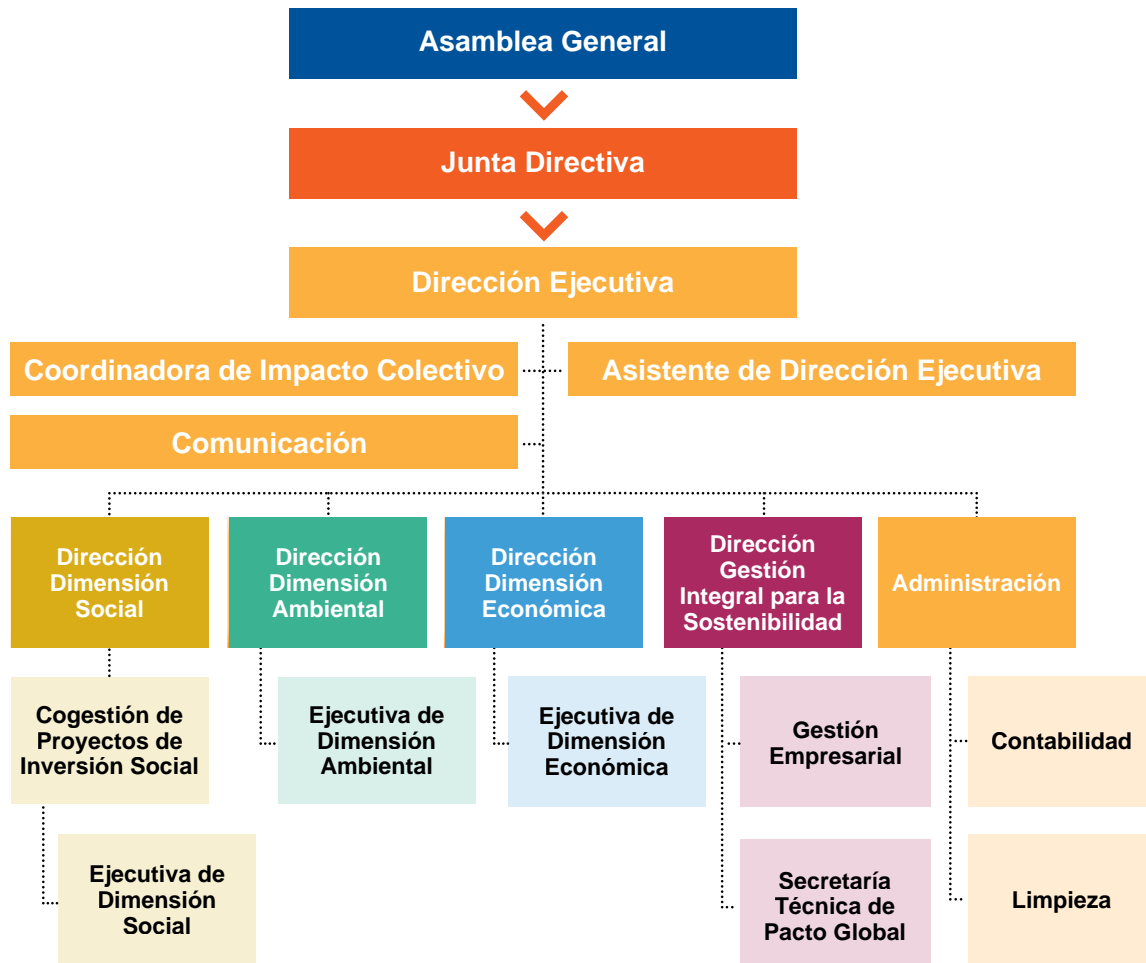 Asamblea General
Junta Directiva
Dirección Ejecutiva
Coordinadora de Impacto Colectivo
Asistente de Dirección Ejecutiva
Comunicación
Dirección
Dimensión
Social
Dirección
Dimensión
Ambiental
Dirección
Dimensión
Económica
Dirección
Gestión
Integral para la
Sostenibilidad
Administración
Cogestión de
Proyectos de
Inversión Social
Ejecutiva de
Dimensión
Ambiental
Ejecutiva de
Dimensión
Económica
Gestión
Empresarial
Contabilidad
Ejecutiva de
Dimensión
Social
Secretaría
Técnica de
Pacto Global
Limpieza